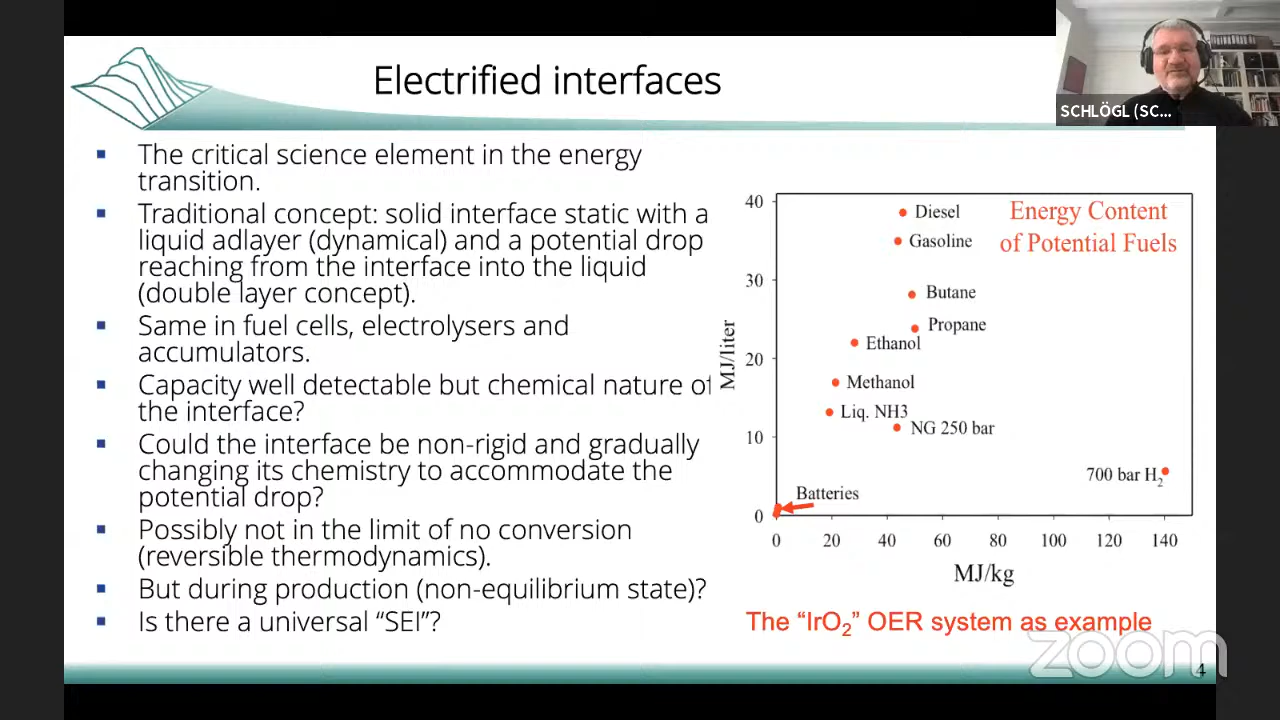 Electrified interfaces
SCHLÖGL (SC...
The critical science element in the energy
transition.
Traditional concept: solid interface static with a
liquid adlayer (dynamical) and a potential drop
reaching from the interface into the liquid
(double layer concept).
Same in fuel cells, electrolysers and
accumulators.
Capacity well detectable but chemical nature of
the interface?
Could the interface be non-rigid and gradually
changing its chemistry to accommodate the
potential drop?
Possibly not in the limit of no conversion
(reversible thermodynamics).
But during production (non-equilibrium state)?
Is there a universal “SEI”?
Energy Content
of Potential Fuels
MJ/liter
40
30
20
10
0
Diesel
Gasoline
Butane
Propane
Ethanol
Methanol
Liq. NH3
NG 250 bar
700 bar H2
Batteries
0 20 40 60 80 100 120 140
MJ/kg
The “IrO2” OER system as example
zoom
4